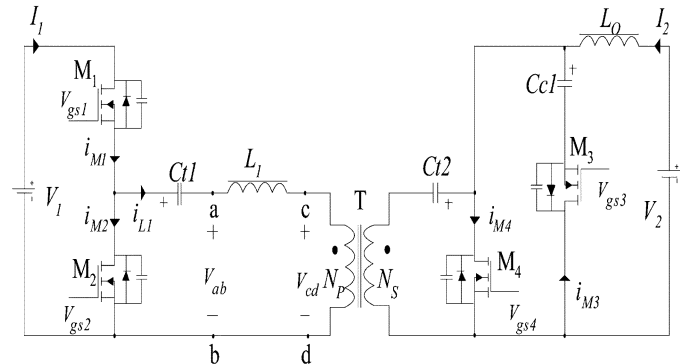 I1
M1
Vgs1
iM1
V1
iM2
iL1
Ct1
L1
a
c
M2
Vgs2
Vab
Vcd
b
d
T
NP
NS
Ct2
iM4
M4
Vgs4
LO
I2
Cc1
M3
Vgs3
V2
iM3